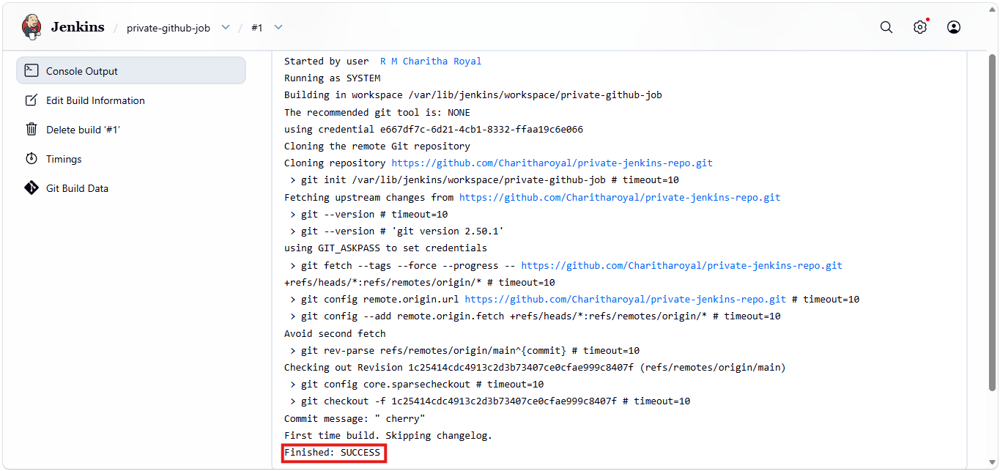 Jenkins / private-github-job / #1
Console Output
Edit Build Information
Delete build '#1'
Timings
Git Build Data
Started by user R M Charitha Royal
Running as SYSTEM
Building in workspace /var/lib/jenkins/workspace/private-github-job
The recommended git tool is: NONE
using credential e667df7c-6d21-4cb1-8332-ffaa19c6e066
Cloning the remote Git repository
Cloning repository https://github.com/Charitharoyal/private-jenkins-repo.git
> git init /var/lib/jenkins/workspace/private-github-job # timeout=10
Fetching upstream changes from https://github.com/Charitharoyal/private-jenkins-repo.git
> git --version # timeout=10
> git --version # 'git version 2.50.1'
using GIT_ASKPASS to set credentials
> git fetch --tags --force --progress -- https://github.com/Charitharoyal/private-jenkins-repo.git
+refs/heads/*:refs/remotes/origin/* # timeout=10
> git config remote.origin.url https://github.com/Charitharoyal/private-jenkins-repo.git # timeout=10
> git config --add remote.origin.fetch +refs/heads/*:refs/remotes/origin/* # timeout=10
Avoid second fetch
> git rev-parse refs/remotes/origin/main^{commit} # timeout=10
Checking out Revision 1c25414cdc4913c2d3b73407ce0cfae999c8407f (refs/remotes/origin/main)
> git config core.sparsecheckout # timeout=10
> git checkout -f 1c25414cdc4913c2d3b73407ce0cfae999c8407f # timeout=10
Commit message: " cherry"
First time build. Skipping changelog.
Finished: SUCCESS